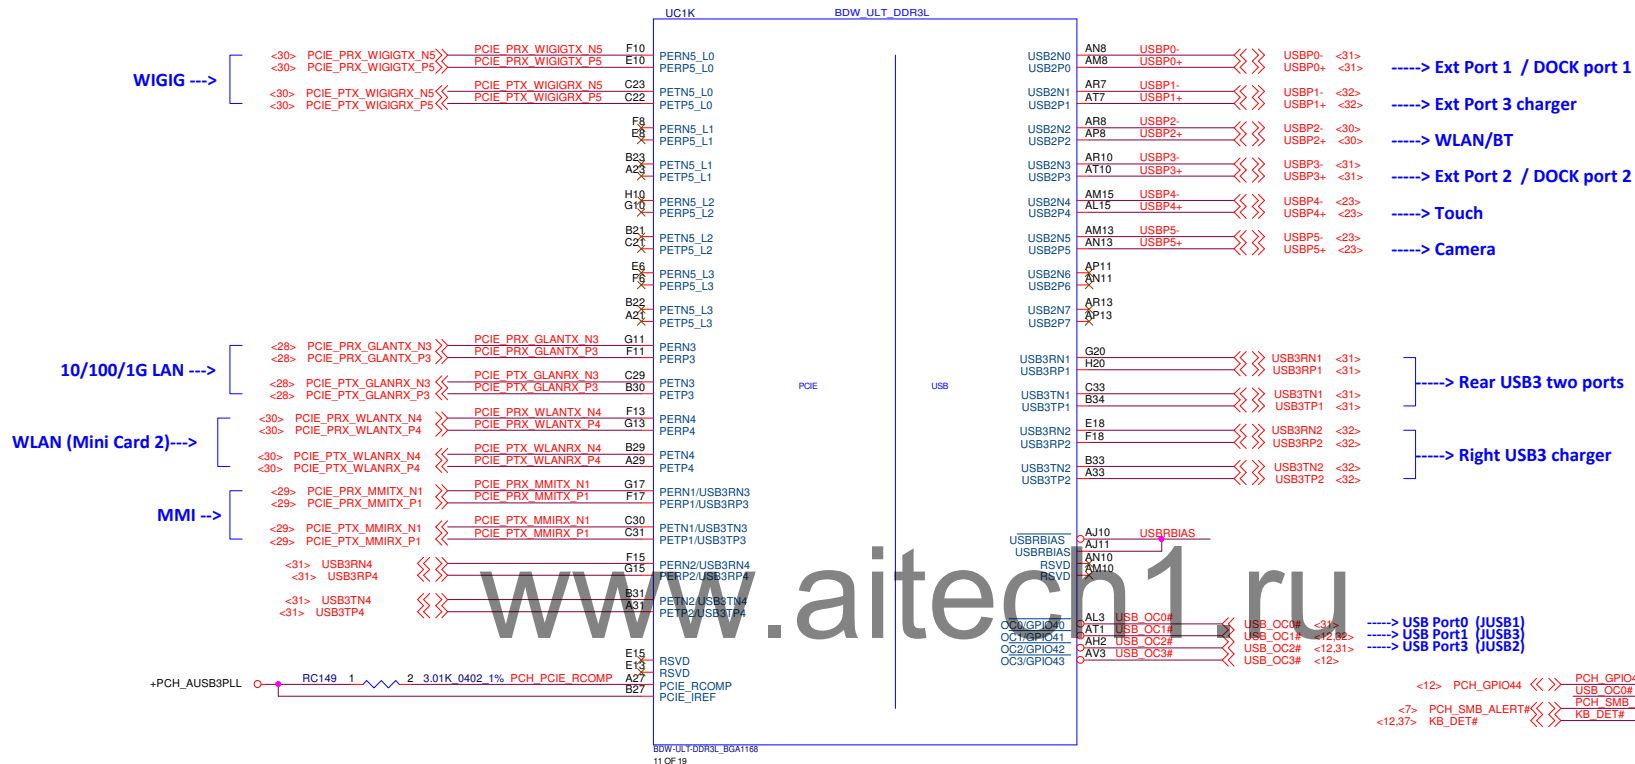 UC1K BDW_ULT_DDR3L
WIGIG --->
<30> PCIE_PRX_WIGIGTX_N5 PCIE_PRX_WIGIGTX_N5 F10 PERN5_L0
<30> PCIE_PRX_WIGIGTX_P5 PCIE_PRX_WIGIGTX_P5 E10 PERP5_L0
<30> PCIE_PTX_WIGIGRX_N5 PCIE_PTX_WIGIGRX_N5 C23 PETN5_L0
<30> PCIE_PTX_WIGIGRX_P5 PCIE_PTX_WIGIGRX_P5 C22 PETP5_L0
F8 PERN5_L1
E8 PERP5_L1
B23 PETN5_L1
A23 PETP5_L1
H10 PERN5_L2
G10 PERP5_L2
B21 PETN5_L2
C21 PETP5_L2
E6 PERN5_L3
F6 PERP5_L3
B22 PETN5_L3
A21 PETP5_L3
10/100/1G LAN --->
<28> PCIE_PRX_GLANTX_N3 PCIE_PRX_GLANTX_N3 G11 PERN3
<28> PCIE_PRX_GLANTX_P3 PCIE_PRX_GLANTX_P3 F11 PERP3
<28> PCIE_PTX_GLANRX_N3 PCIE_PTX_GLANRX_N3 C29 PETN3
<28> PCIE_PTX_GLANRX_P3 PCIE_PTX_GLANRX_P3 B30 PETP3
WLAN (Mini Card 2)--->
<30> PCIE_PRX_WLANTX_N4 PCIE_PRX_WLANTX_N4 F13 PERN4
<30> PCIE_PRX_WLANTX_P4 PCIE_PRX_WLANTX_P4 G13 PERP4
<30> PCIE_PTX_WLANRX_N4 PCIE_PTX_WLANRX_N4 B29 PETN4
<30> PCIE_PTX_WLANRX_P4 PCIE_PTX_WLANRX_P4 A29 PETP4
MMI -->
<29> PCIE_PRX_MMITX_N1 PCIE_PRX_MMITX_N1 G17 PERN1/USB3RN3
<29> PCIE_PRX_MMITX_P1 PCIE_PRX_MMITX_P1 F17 PERP1/USB3RP3
<29> PCIE_PTX_MMIRX_N1 PCIE_PTX_MMIRX_N1 C30 PETN1/USB3TN3
<29> PCIE_PTX_MMIRX_P1 PCIE_PTX_MMIRX_P1 C31 PETP1/USB3TP3
<31> USB3RN4 F15 PERN2/USB3RN4
<31> USB3RP4 G15 PERP2/USB3RP4
<31> USB3TN4 B31 PETN2/USB3TN4
<31> USB3TP4 A31 PETP2/USB3TP4
E15 RSVD
E13 RSVD
+PCH_AUSB3PLL RC149 1 2 3.01K_0402_1% PCH_PCIE_RCOMP A27 PCIE_RCOMP
B27 PCIE_IREF
PCIE USB
USB2N0 AN8 USBP0- USBP0- <31>
USB2P0 AM8 USBP0+ USBP0+ <31>
-----> Ext Port 1 / DOCK port 1
USB2N1 AR7 USBP1- USBP1- <32>
USB2P1 AT7 USBP1+ USBP1+ <32>
-----> Ext Port 3 charger
USB2N2 AR8 USBP2- USBP2- <30>
USB2P2 AP8 USBP2+ USBP2+ <30>
-----> WLAN/BT
USB2N3 AR10 USBP3- USBP3- <31>
USB2P3 AT10 USBP3+ USBP3+ <31>
-----> Ext Port 2 / DOCK port 2
USB2N4 AM15 USBP4- USBP4- <23>
USB2P4 AL15 USBP4+ USBP4+ <23>
-----> Touch
USB2N5 AM13 USBP5- USBP5- <23>
USB2P5 AN13 USBP5+ USBP5+ <23>
-----> Camera
USB2N6 AP11
USB2P6 AN11
USB2N7 AR13
USB2P7 AP13
USB3RN1 G20 USB3RN1 <31>
USB3RP1 H20 USB3RP1 <31>
USB3TN1 C33 USB3TN1 <31>
USB3TP1 B34 USB3TP1 <31>
-----> Rear USB3 two ports
USB3RN2 E18 USB3RN2 <32>
USB3RP2 F18 USB3RP2 <32>
USB3TN2 B33 USB3TN2 <32>
USB3TP2 A33 USB3TP2 <32>
-----> Right USB3 charger
USBRBIAS AJ10 USBRBIAS
USBRBIAS AJ11
RSVD AN10
RSVD AM10
OC0/GPIO40 AL3 USB_OC0# USB_OC0# <31> -----> USB Port0 (JUSB1)
OC1/GPIO41 AT1 USB_OC1# USB_OC1# <12,32> -----> USB Port1 (JUSB3)
OC2/GPIO42 AH2 USB_OC2# USB_OC2# <12,31> -----> USB Port3 (JUSB2)
OC3/GPIO43 AV3 USB_OC3# USB_OC3# <12>
<12> PCH_GPIO44 PCH_GPIO4
USB_OC0#
<7> PCH_SMB_ALERT# PCH_SMB
<12,37> KB_DET# KB_DET#
BDW-ULT-DDR3L_BGA1168
11 OF 19
www.aitech1.ru